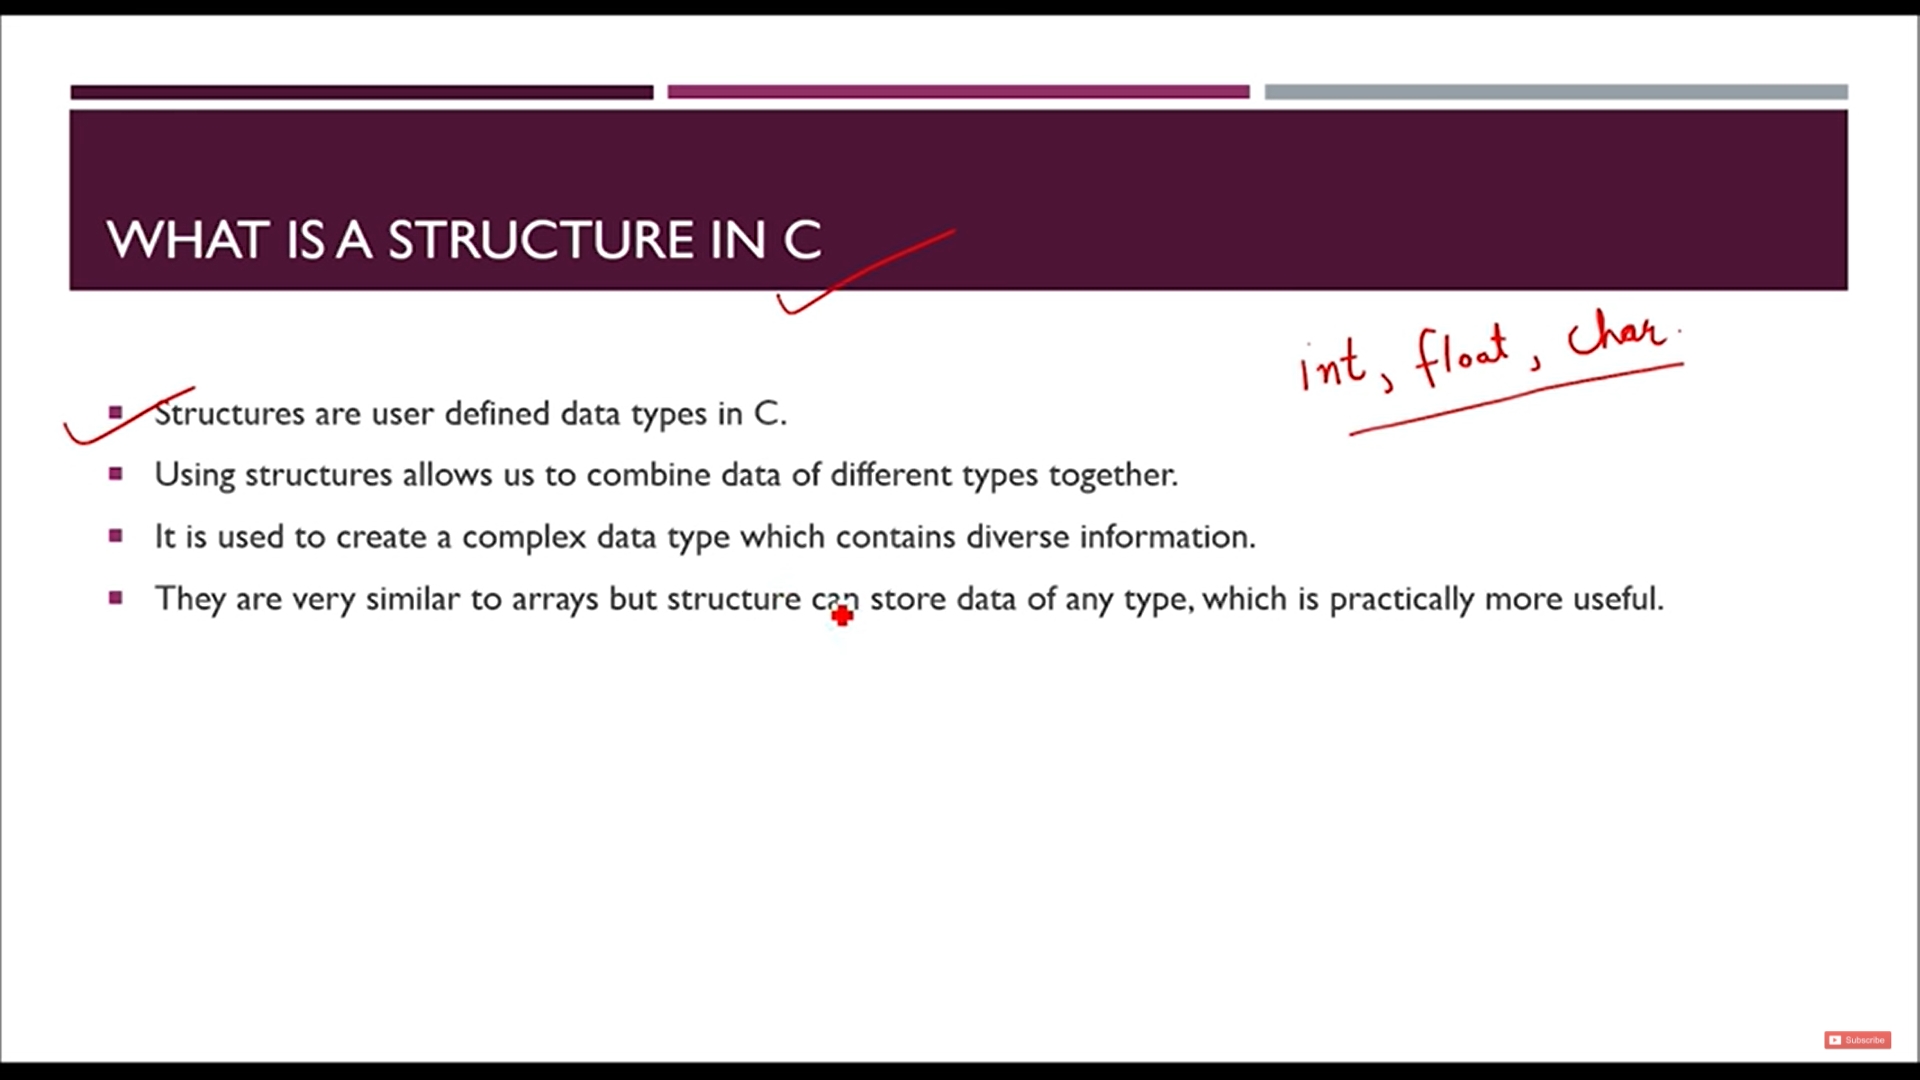 WHAT IS A STRUCTURE IN C
int, float, char.
Structures are user defined data types in C.
Using structures allows us to combine data of different types together.
It is used to create a complex data type which contains diverse information.
They are very similar to arrays but structure can store data of any type, which is practically more useful.
Subscribe